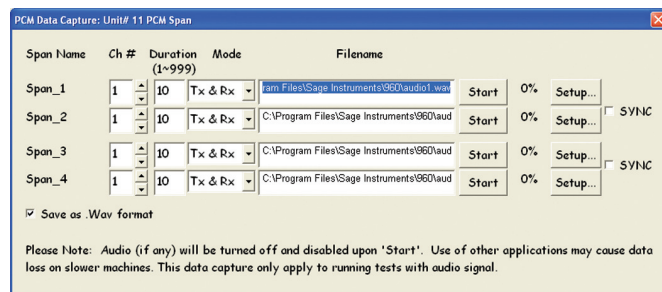 PCM Data Capture: Unit# 11 PCM Span
Span Name Ch # Duration Mode Filename
(1~999)
Span_1 1 10 Tx & Rx ram Files\Sage Instruments\960\audio1.wav Start 0% Setup...
Span_2 1 10 Tx & Rx C:\Program Files\Sage Instruments\960\aud Start 0% Setup... SYNC
Span_3 1 10 Tx & Rx C:\Program Files\Sage Instruments\960\aud Start 0% Setup... SYNC
Span_4 1 10 Tx & Rx C:\Program Files\Sage Instruments\960\aud Start 0% Setup...
Save as .Wav format
Please Note: Audio (if any) will be turned off and disabled upon 'Start'. Use of other applications may cause data
loss on slower machines. This data capture only apply to running tests with audio signal.